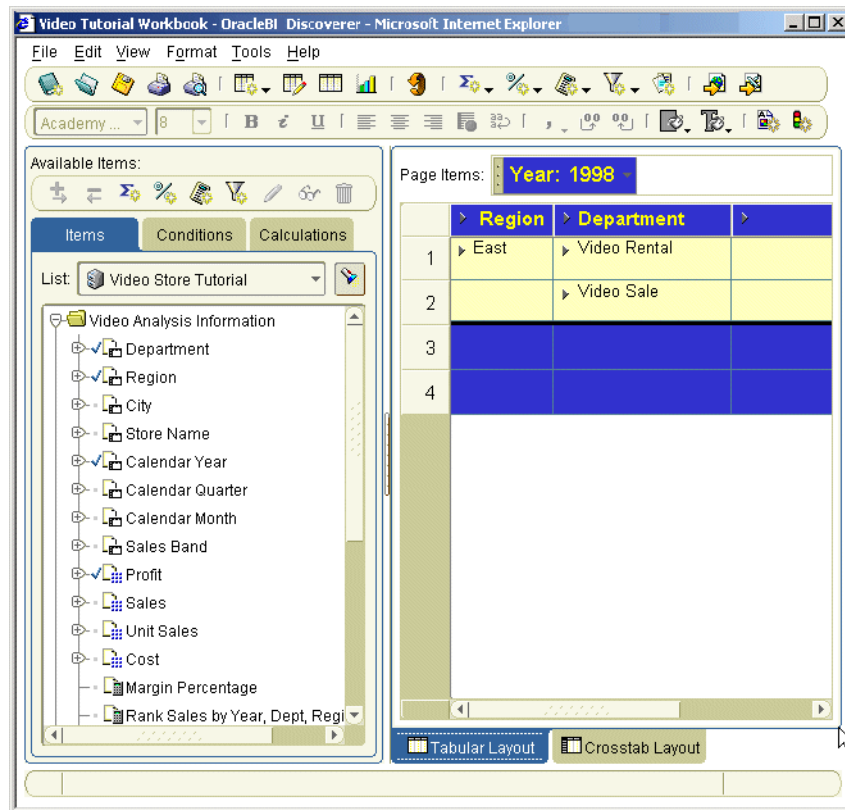 Video Tutorial Workbook - OracleBI Discoverer - Microsoft Internet Explorer
File Edit View Format Tools Help
Academy ... 8 B i U
Available Items:
Items Conditions Calculations
List: Video Store Tutorial
Video Analysis Information
Department
Region
City
Store Name
Calendar Year
Calendar Quarter
Calendar Month
Sales Band
Profit
Sales
Unit Sales
Cost
Margin Percentage
Rank Sales by Year, Dept, Regi
Page Items: Year: 1998
Region Department
1 East Video Rental
2 Video Sale
3
4
Tabular Layout Crosstab Layout